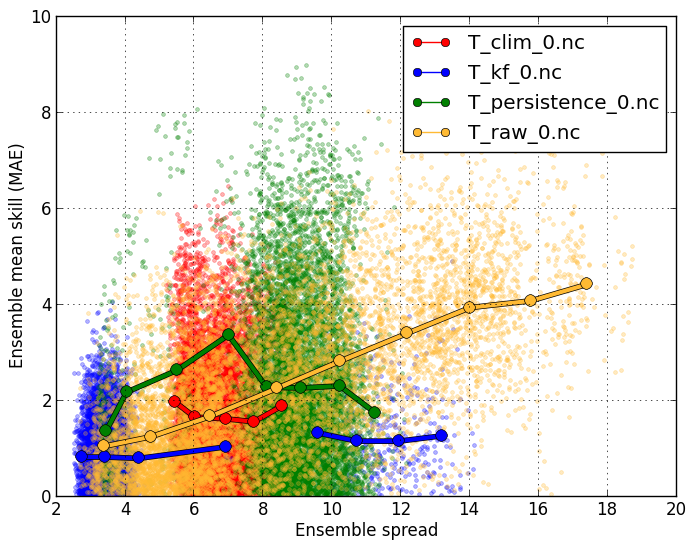 10
8
6
4
2
0
Ensemble mean skill (MAE)
T_clim_0.nc
T_kf_0.nc
T_persistence_0.nc
T_raw_0.nc
2 4 6 8 10 12 14 16 18 20
Ensemble spread